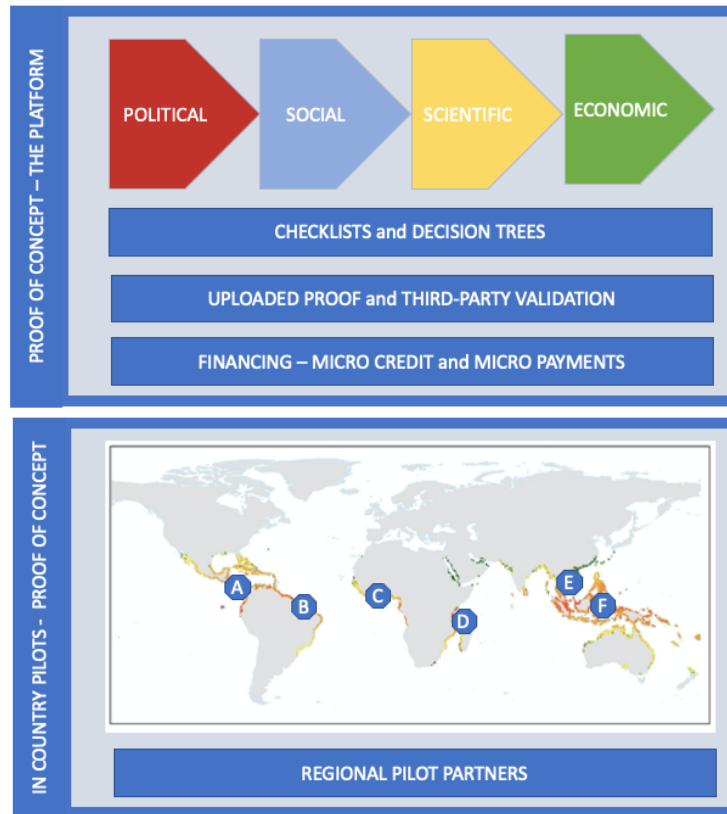 PROOF OF CONCEPT – THE PLATFORM
POLITICAL
SOCIAL
SCIENTIFIC
ECONOMIC
CHECKLISTS and DECISION TREES
UPLOADED PROOF and THIRD-PARTY VALIDATION
FINANCING – MICRO CREDIT and MICRO PAYMENTS
IN COUNTRY PILOTS - PROOF OF CONCEPT
A
B
C
D
E
F
REGIONAL PILOT PARTNERS